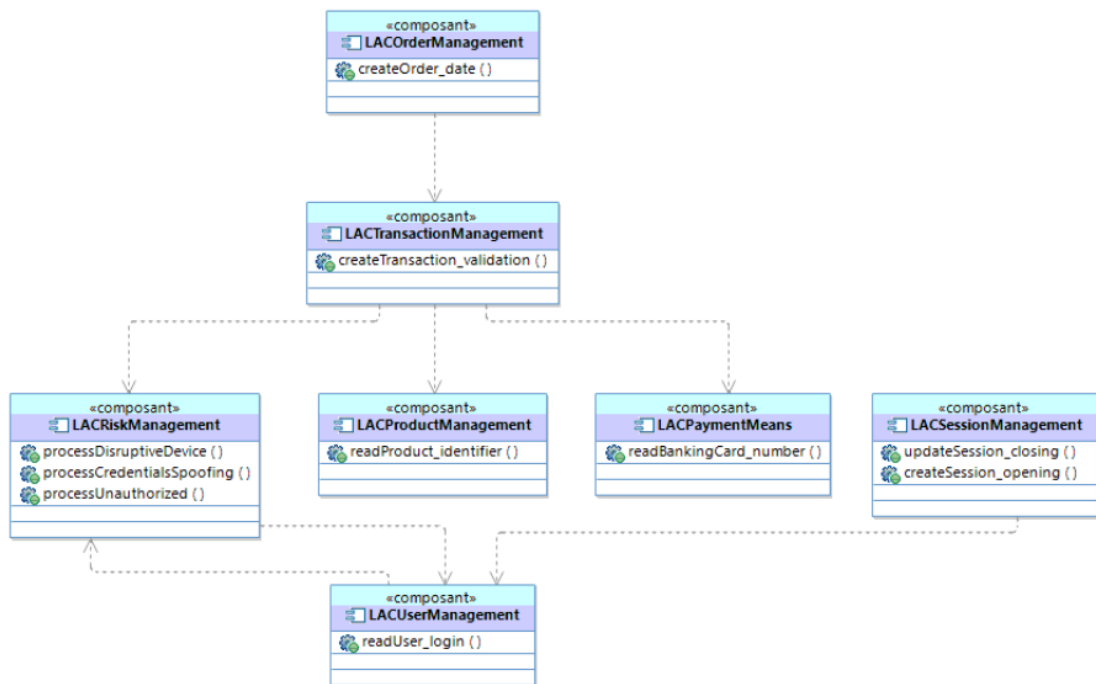 «composant»
LACOrderManagement
createOrder_date ()
«composant»
LACTransactionManagement
createTransaction_validation ()
«composant»
LACRiskManagement
processDisruptiveDevice ()
processCredentialsSpoofing ()
processUnauthorized ()
«composant»
LACProductManagement
readProduct_identifier ()
«composant»
LACPaymentMeans
readBankingCard_number ()
«composant»
LACSessionManagement
updateSession_closing ()
createSession_opening ()
«composant»
LACUserManagement
readUser_login ()